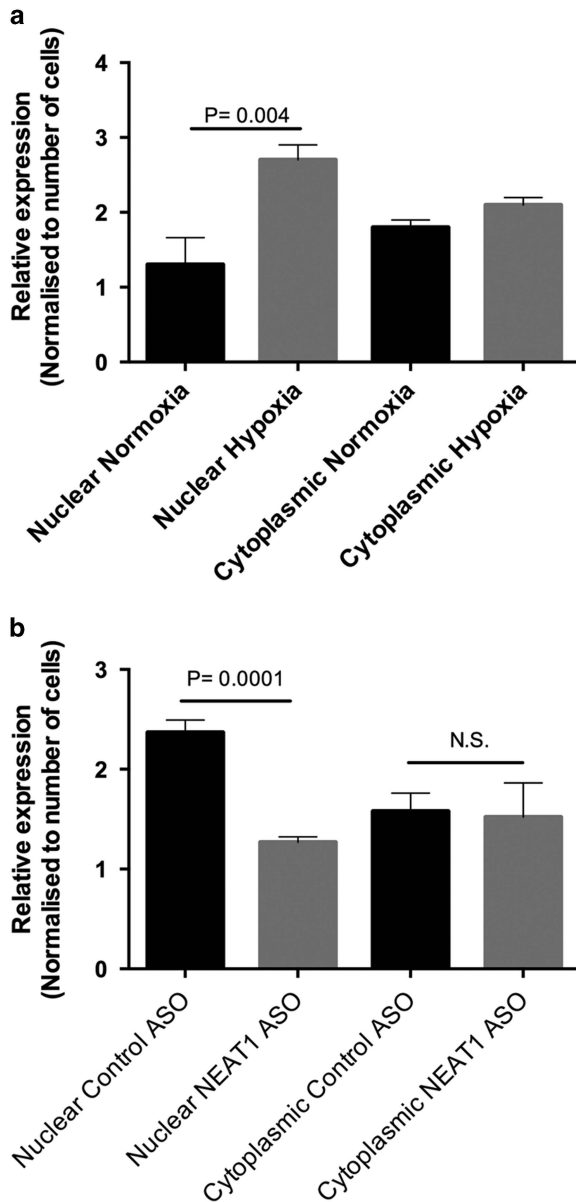 a
Relative expression
(Normalised to number of cells)
4
3
2
1
0
P= 0.004
Nuclear Normoxia
Nuclear Hypoxia
Cytoplasmic Normoxia
Cytoplasmic Hypoxia
b
Relative expression
(Normalised to number of cells)
3
2
1
0
P= 0.0001
N.S.
Nuclear Control ASO
Nuclear NEAT1 ASO
Cytoplasmic Control ASO
Cytoplasmic NEAT1 ASO